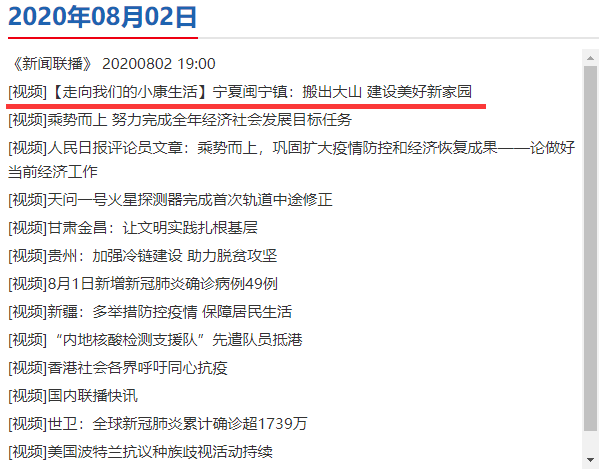 2020年08月02日
《新闻联播》 20200802 19:00
[视频]【走向我们的小康生活】宁夏闽宁镇：搬出大山 建设美好新家园
[视频]乘势而上 努力完成全年经济社会发展目标任务
[视频]人民日报评论员文章：乘势而上，巩固扩大疫情防控和经济恢复成果——论做好
当前经济工作
[视频]天问一号火星探测器完成首次轨道中途修正
[视频]甘肃金昌：让文明实践扎根基层
[视频]贵州：加强冷链建设 助力脱贫攻坚
[视频]8月1日新增新冠肺炎确诊病例49例
[视频]新疆：多举措防控疫情 保障居民生活
[视频]“内地核酸检测支援队”先遣队员抵港
[视频]香港社会各界呼吁同心抗疫
[视频]国内联播快讯
[视频]世卫：全球新冠肺炎累计确诊超1739万
[视频]美国波特兰抗议种族歧视活动持续